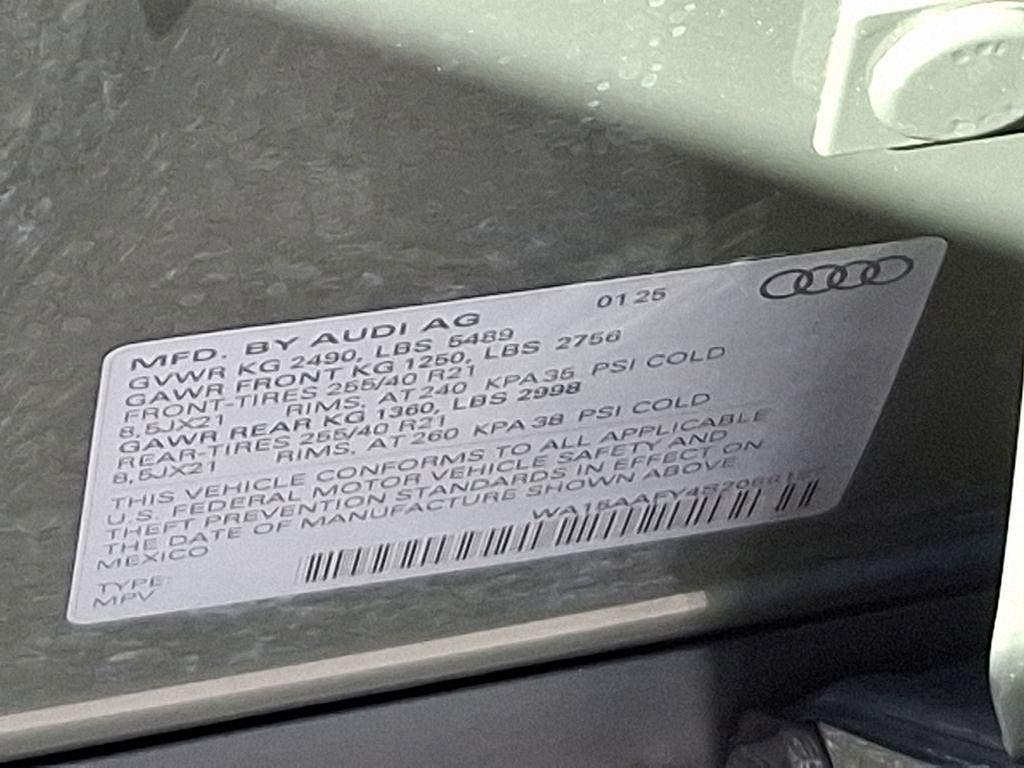 01 25
MFD. BY AUDI AG
GVWR KG 2490, LBS 5489
GAWR FRONT KG 1250, LBS 2756
FRONT-TIRES 255/40 R21
8,5JX21 RIMS, AT 240 KPA 35 PSI COLD
GAWR REAR KG 1360, LBS 2998
REAR-TIRES 255/40 R21
8,5JX21 RIMS, AT 260 KPA 38 PSI COLD
THIS VEHICLE CONFORMS TO ALL APPLICABLE
U.S. FEDERAL MOTOR VEHICLE SAFETY AND
THEFT PREVENTION STANDARDS IN EFFECT ON
THE DATE OF MANUFACTURE SHOWN ABOVE
MEXICO
TYPE:
MPV